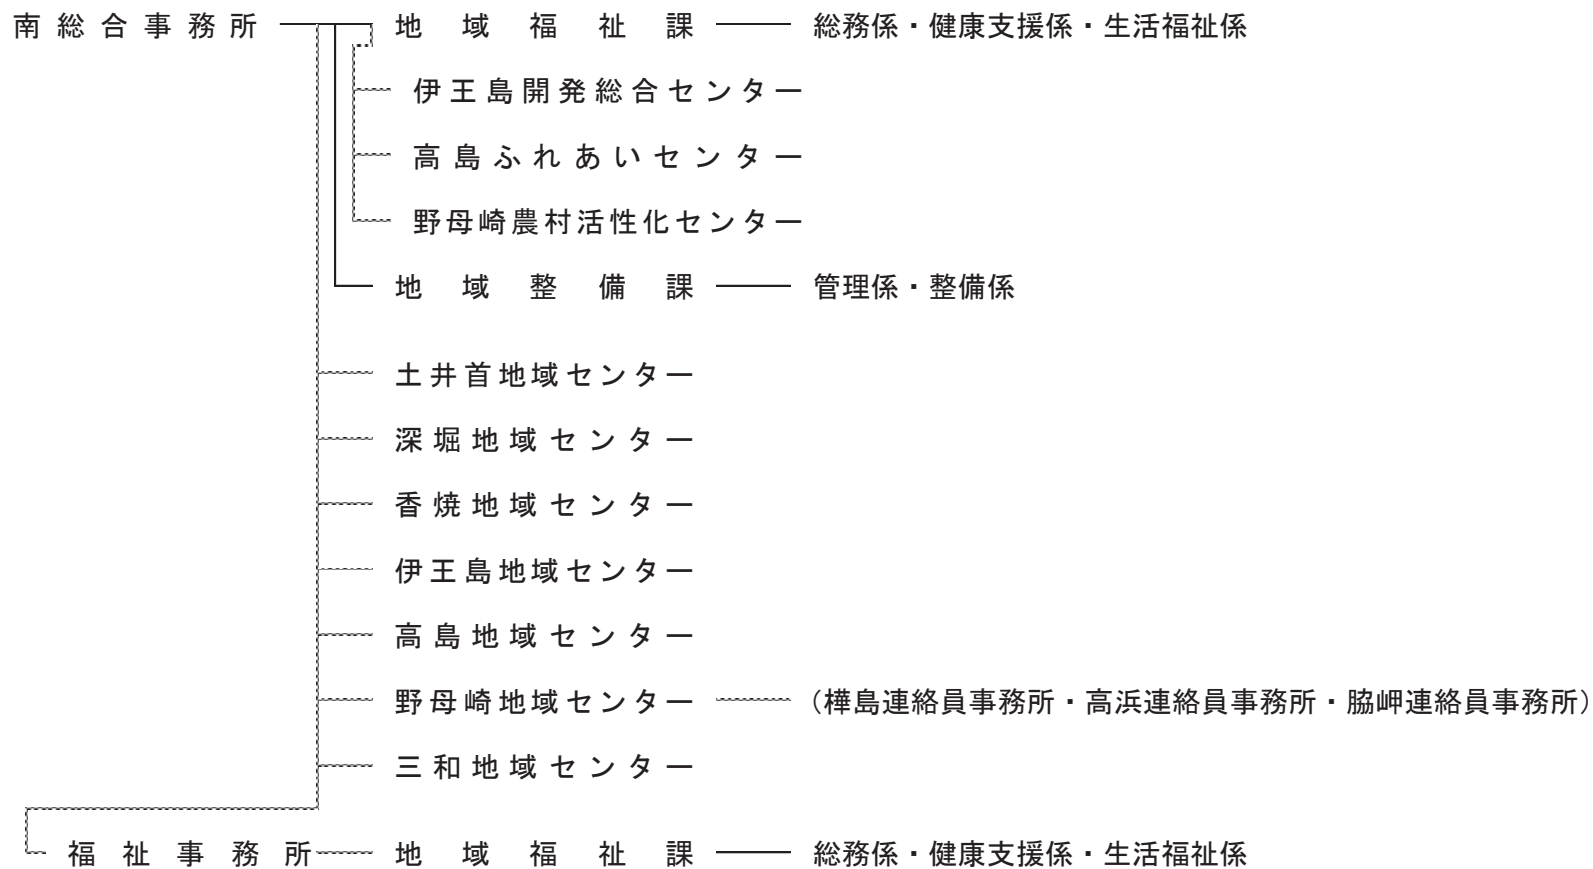 南総合事務所 地域福祉課 総務係・健康支援係・生活福祉係
伊王島開発総合センター
高島ふれあいセンター
野母崎農村活性化センター
地域整備課 管理係・整備係
土井首地域センター
深堀地域センター
香焼地域センター
伊王島地域センター
高島地域センター
野母崎地域センター （樺島連絡員事務所・高浜連絡員事務所・脇岬連絡員事務所）
三和地域センター
福祉事務所 地域福祉課 総務係・健康支援係・生活福祉係